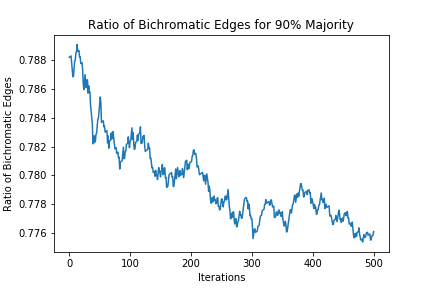 Ratio of Bichromatic Edges for 90% Majority
Ratio of Bichromatic Edges
0.788
0.786
0.784
0.782
0.780
0.778
0.776
0 100 200 300 400 500
Iterations